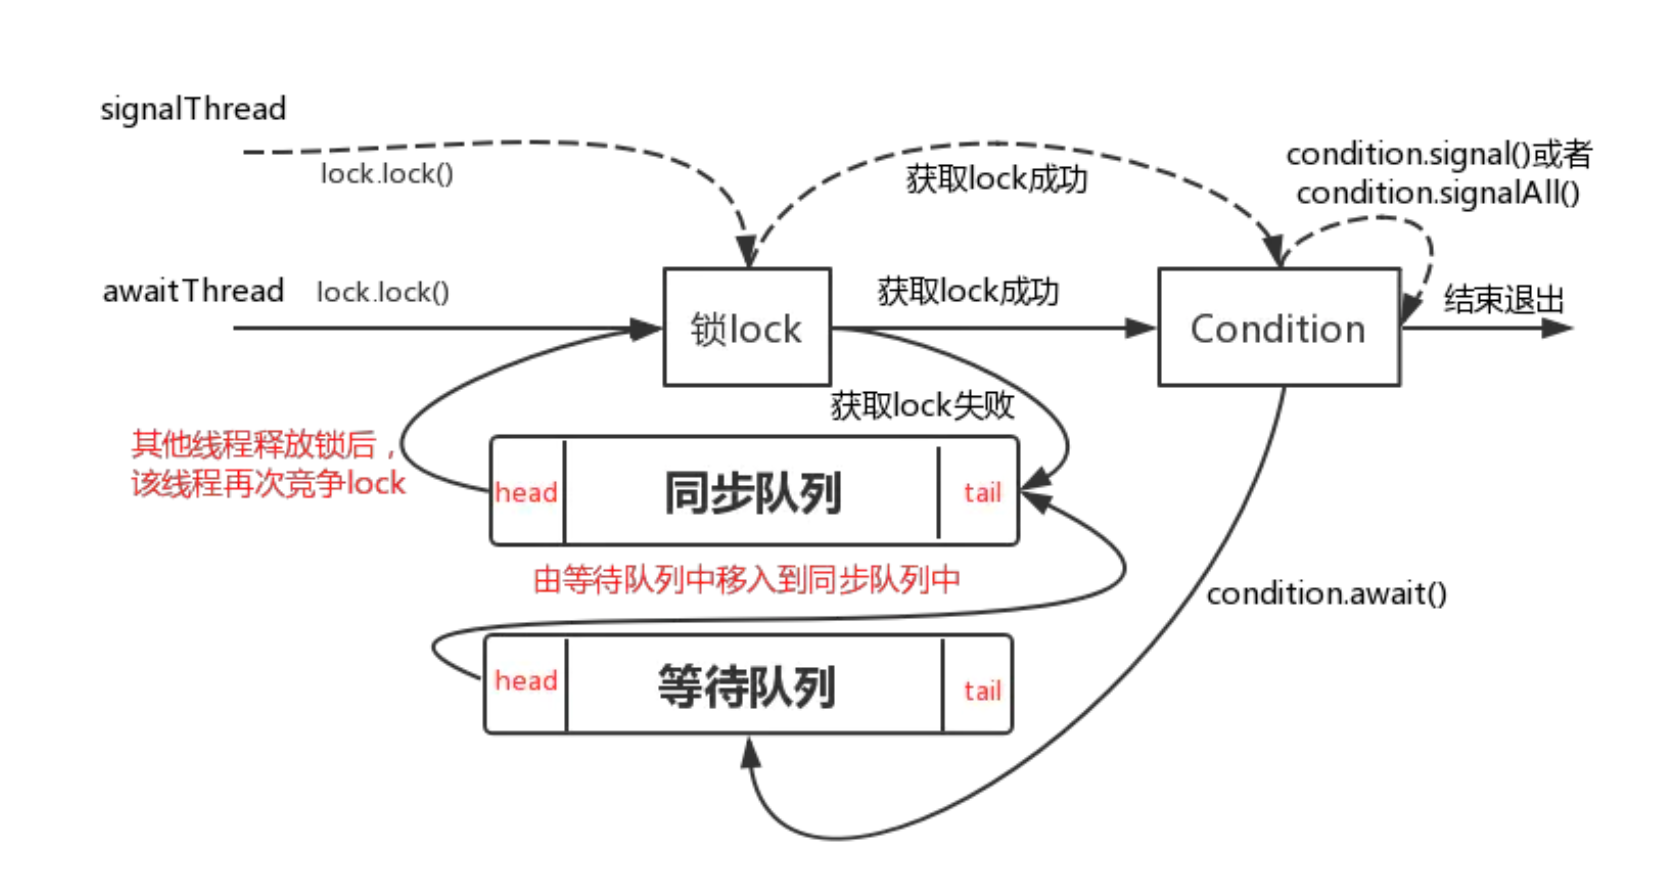 signalThread
lock.lock()
获取lock成功
condition.signal()或者
condition.signalAll()
awaitThread
lock.lock()
锁lock
获取lock成功
Condition
结束退出
获取lock失败
其他线程释放锁后，
该线程再次竞争lock
head
同步队列
tail
由等待队列中移入到同步队列中
condition.await()
head
等待队列
tail